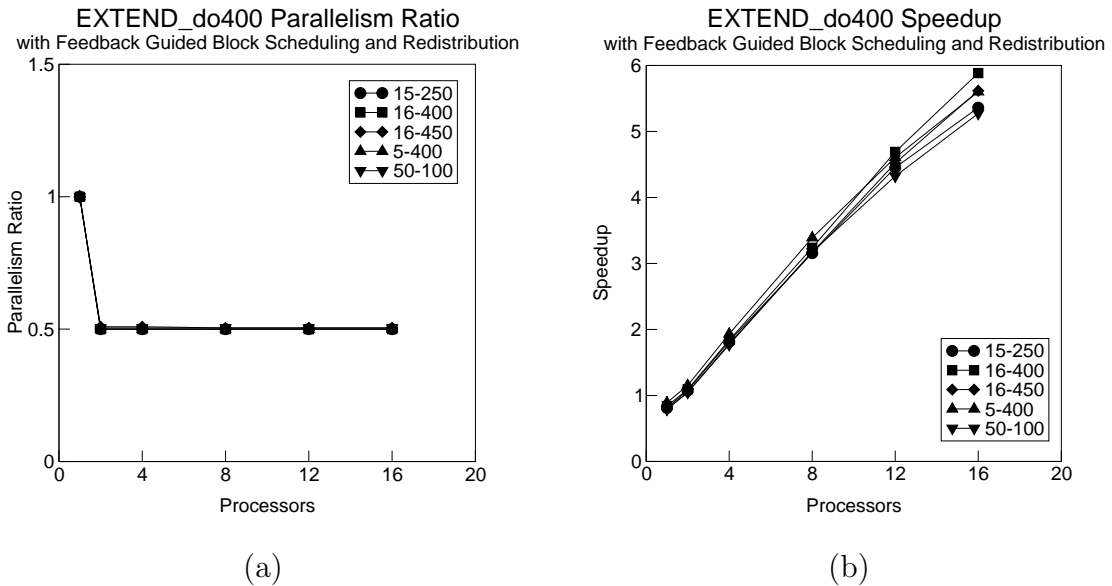 EXTEND_do400 Parallelism Ratio
with Feedback Guided Block Scheduling and Redistribution
1.5
1
0.5
0
Parallelism Ratio
15-250
16-400
16-450
5-400
50-100
0 4 8 12 16 20
Processors
(a)
EXTEND_do400 Speedup
with Feedback Guided Block Scheduling and Redistribution
6
5
4
3
2
1
0
Speedup
15-250
16-400
16-450
5-400
50-100
0 4 8 12 16 20
Processors
(b)